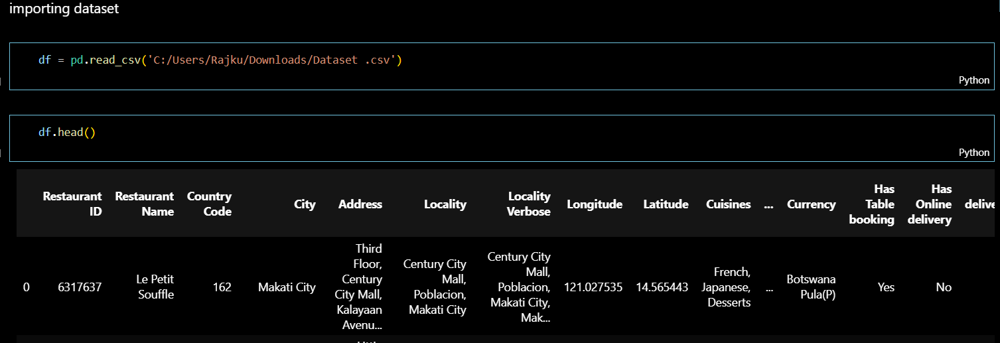 importing dataset
df = pd.read_csv('C:/Users/Rajku/Downloads/Dataset .csv')
Python
df.head()
Python
Restaurant ID Restaurant Name Country Code City Address Locality Locality Verbose Longitude Latitude Cuisines ... Currency Has Table booking Has Online delivery
0 6317637 Le Petit Souffle 162 Makati City Third Floor, Century City Mall, Kalayaan Avenu... Century City Mall, Poblacion, Makati City Century City Mall, Poblacion, Makati City, Mak... 121.027535 14.565443 French, Japanese, Desserts ... Botswana Pula(P) Yes No